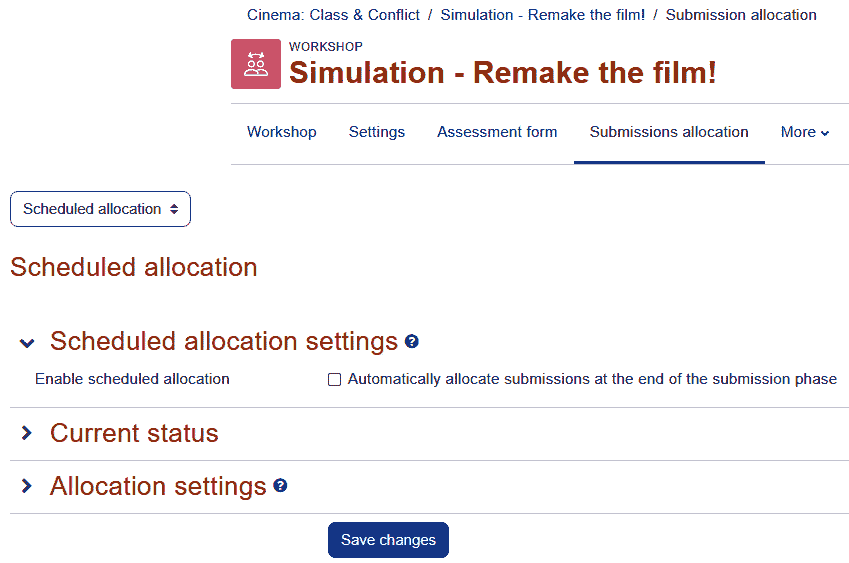 Cinema: Class & Conflict / Simulation - Remake the film! / Submission allocation
WORKSHOP
Simulation - Remake the film!
Workshop Settings Assessment form Submissions allocation More
Scheduled allocation
Scheduled allocation
Scheduled allocation settings ?
Enable scheduled allocation Automatically allocate submissions at the end of the submission phase
Current status
Allocation settings ?
Save changes